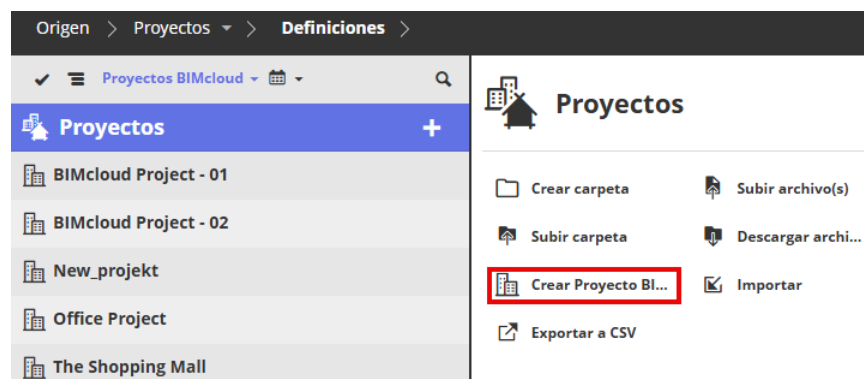 Origen > Proyectos > Definiciones >
Proyectos BIMcloud
Proyectos +
BIMcloud Project - 01
BIMcloud Project - 02
New_projekt
Office Project
The Shopping Mall
Proyectos
Crear carpeta
Subir archivo(s)
Subir carpeta
Descargar archi...
Crear Proyecto BI...
Importar
Exportar a CSV